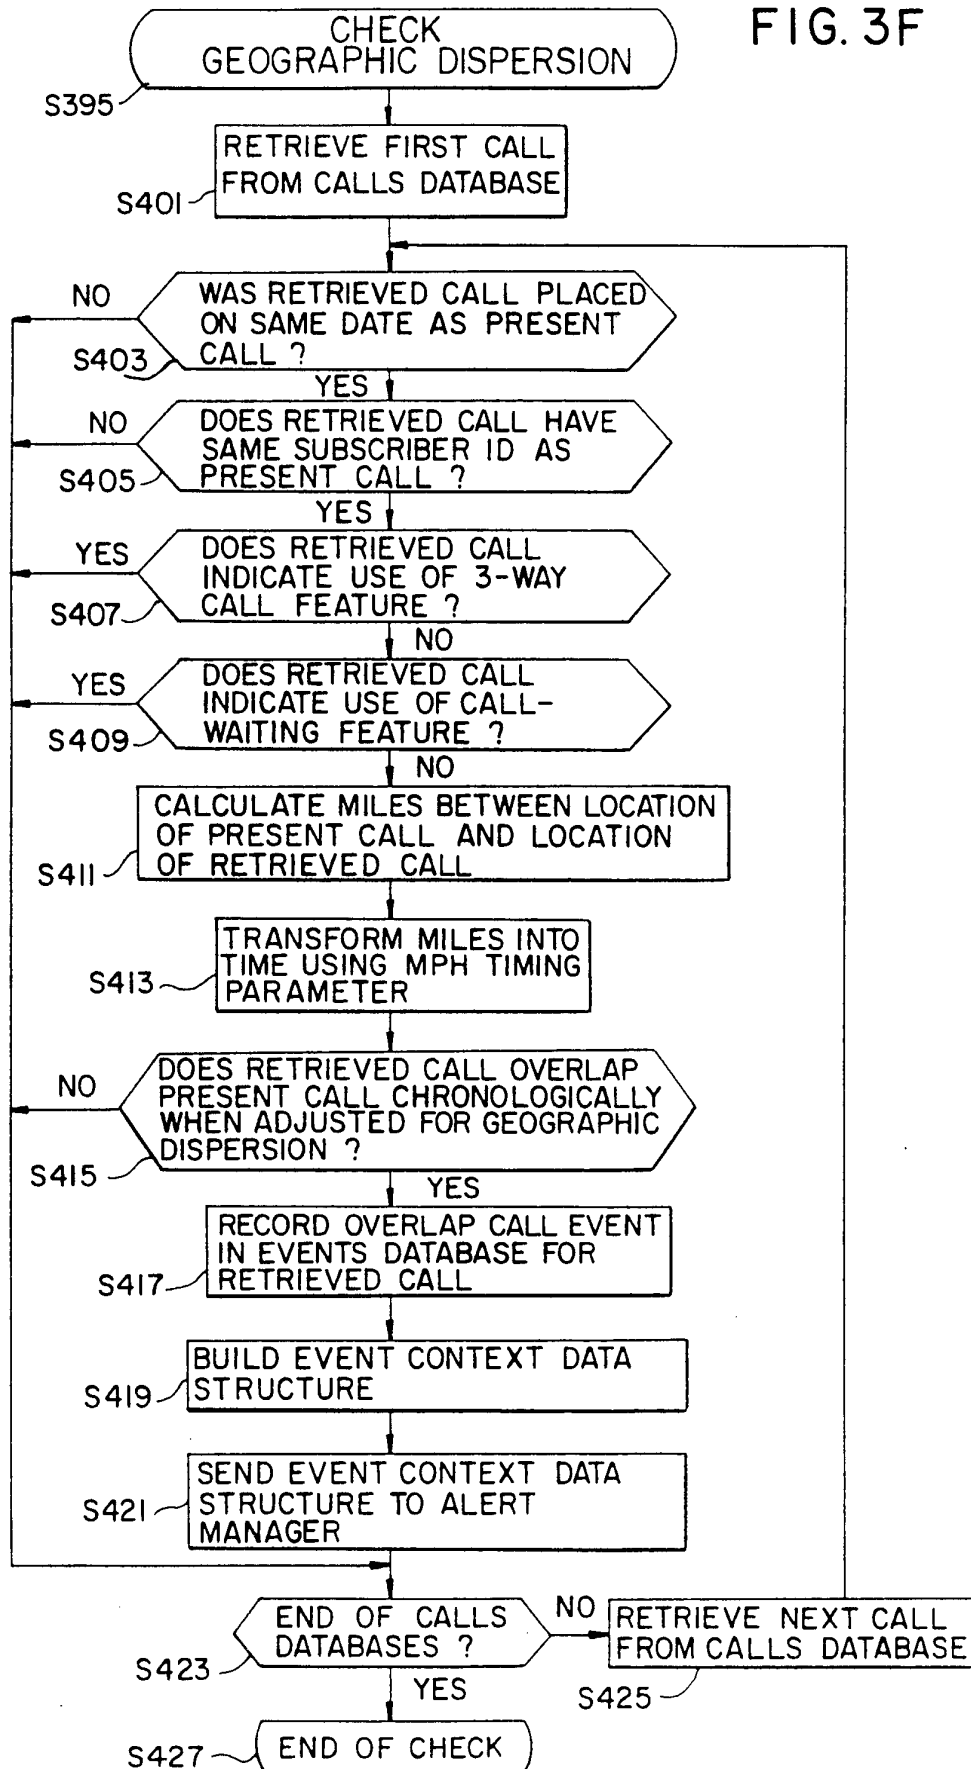 FIG. 3F
CHECK
GEOGRAPHIC DISPERSION
S395
RETRIEVE FIRST CALL
FROM CALLS DATABASE
S401
NO
WAS RETRIEVED CALL PLACED
ON SAME DATE AS PRESENT
CALL ?
S403
YES
NO
DOES RETRIEVED CALL HAVE
SAME SUBSCRIBER ID AS
PRESENT CALL ?
S405
YES
YES
DOES RETRIEVED CALL
INDICATE USE OF 3-WAY
CALL FEATURE ?
S407
NO
YES
DOES RETRIEVED CALL
INDICATE USE OF CALL-
WAITING FEATURE ?
S409
NO
CALCULATE MILES BETWEEN LOCATION
OF PRESENT CALL AND LOCATION
OF RETRIEVED CALL
S411
TRANSFORM MILES INTO
TIME USING MPH TIMING
PARAMETER
S413
NO
DOES RETRIEVED CALL OVERLAP
PRESENT CALL CHRONOLOGICALLY
WHEN ADJUSTED FOR GEOGRAPHIC
DISPERSION ?
S415
YES
RECORD OVERLAP CALL EVENT
IN EVENTS DATABASE FOR
RETRIEVED CALL
S417
BUILD EVENT CONTEXT DATA
STRUCTURE
S419
SEND EVENT CONTEXT DATA
STRUCTURE TO ALERT
MANAGER
S421
END OF CALLS
DATABASES ?
S423
NO
RETRIEVE NEXT CALL
FROM CALLS DATABASE
S425
YES
END OF CHECK
S427